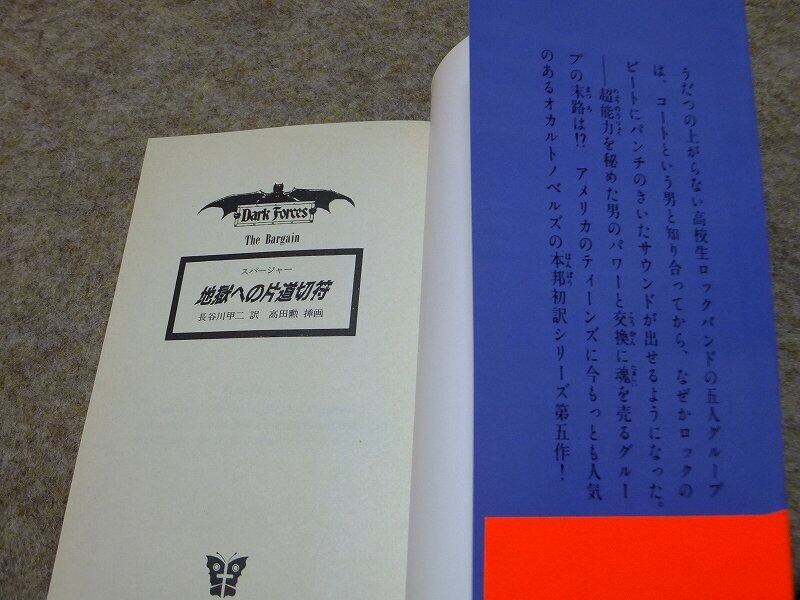 Dark Forces
The Bargain
スパージャー
地獄への片道切符
長谷川甲二 訳 高田勲 挿画
うだつの上がらない高校生ロックバンドの五人グループ
は、コートという男と知り合ってから、なぜかロックの
ビートにパンチのきいたサウンドが出せるようになった。
――超能力を秘めた男のパワーと交換に魂を売るグルー
プの末路は!? アメリカのティーンズに今もっとも人気
のあるオカルトノベルズの本邦初訳シリーズ第五作!